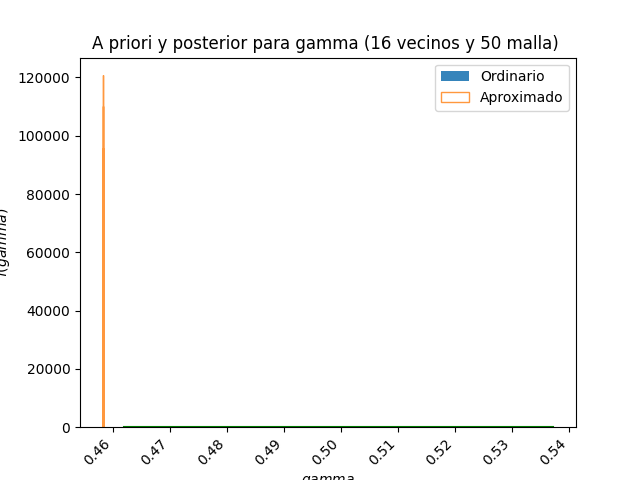 A priori y posterior para gamma (16 vecinos y 50 malla)
Ordinario
Aproximado
120000
100000
80000
60000
40000
20000
0
f(gamma)
0.46 0.47 0.48 0.49 0.50 0.51 0.52 0.53 0.54
gamma